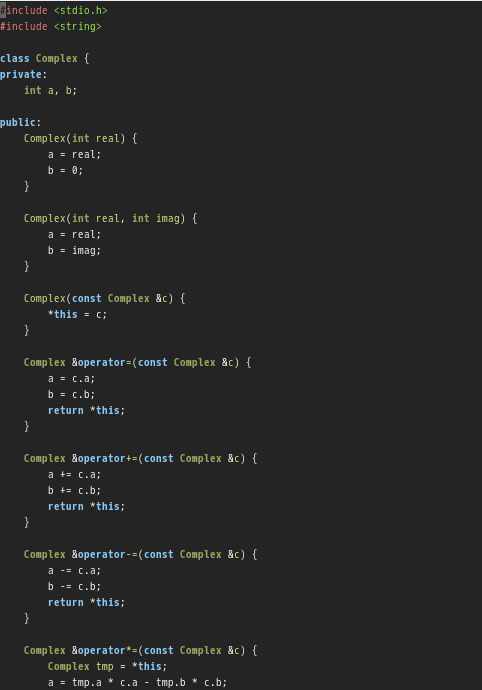 #include <stdio.h>
#include <string>

class Complex {
private:
    int a, b;

public:
    Complex(int real) {
        a = real;
        b = 0;
    }

    Complex(int real, int imag) {
        a = real;
        b = imag;
    }

    Complex(const Complex &c) {
        *this = c;
    }

    Complex &operator=(const Complex &c) {
        a = c.a;
        b = c.b;
        return *this;
    }

    Complex &operator+=(const Complex &c) {
        a += c.a;
        b += c.b;
        return *this;
    }

    Complex &operator-=(const Complex &c) {
        a -= c.a;
        b -= c.b;
        return *this;
    }

    Complex &operator*=(const Complex &c) {
        Complex tmp = *this;
        a = tmp.a * c.a - tmp.b * c.b;